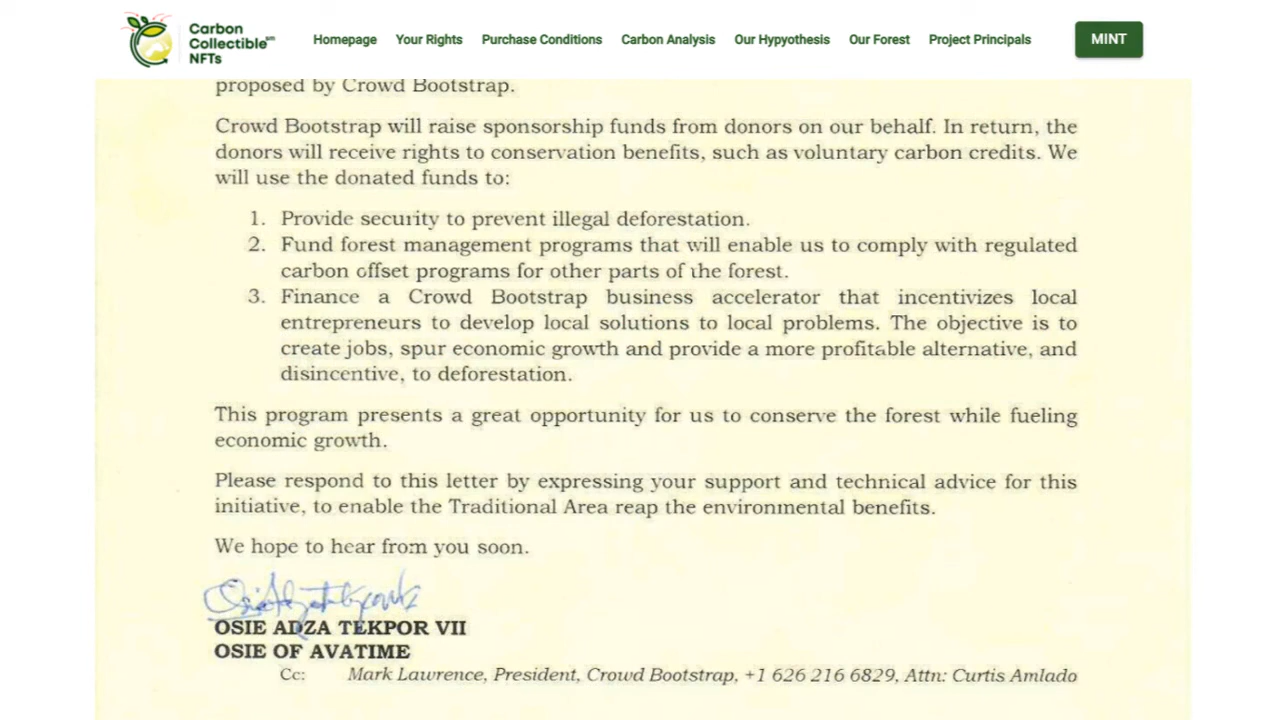 Carbon
Collectible℠
NFTs
Homepage
Your Rights
Purchase Conditions
Carbon Analysis
Our Hypyothesis
Our Forest
Project Principals
MINT
proposed by Crowd Bootstrap.
Crowd Bootstrap will raise sponsorship funds from donors on our behalf. In return, the
donors will receive rights to conservation benefits, such as voluntary carbon credits. We
will use the donated funds to:
1. Provide security to prevent illegal deforestation.
2. Fund forest management programs that will enable us to comply with regulated
carbon offset programs for other parts of the forest.
3. Finance a Crowd Bootstrap business accelerator that incentivizes local
entrepreneurs to develop local solutions to local problems. The objective is to
create jobs, spur economic growth and provide a more profitable alternative, and
disincentive, to deforestation.
This program presents a great opportunity for us to conserve the forest while fueling
economic growth.
Please respond to this letter by expressing your support and technical advice for this
initiative, to enable the Traditional Area reap the environmental benefits.
We hope to hear from you soon.
OSIE ADZA TEKPOR VII
OSIE OF AVATIME
Cc: Mark Lawrence, President, Crowd Bootstrap, +1 626 216 6829, Attn: Curtis Amlado